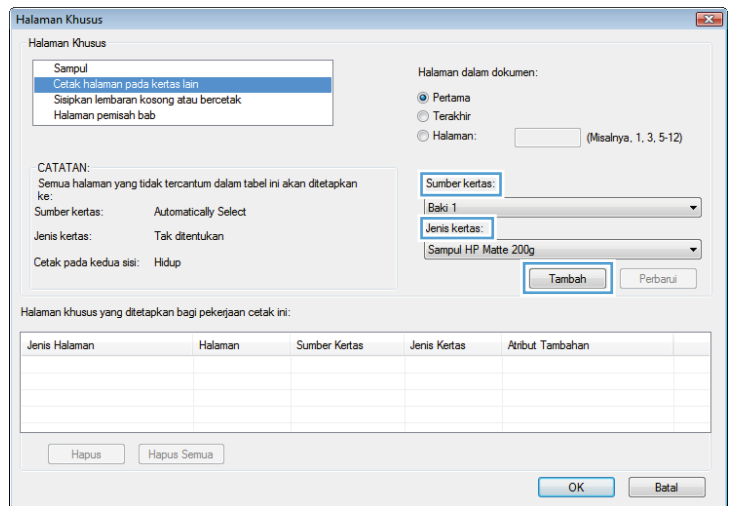 Halaman Khusus
Halaman Khusus
Sampul
Cetak halaman pada kertas lain
Sisipkan lembaran kosong atau bercetak
Halaman pemisah bab
Halaman dalam dokumen:
Pertama
Terakhir
Halaman:
(Misalnya, 1, 3, 5-12)
CATATAN:
Semua halaman yang tidak tercantum dalam tabel ini akan ditetapkan
ke:
Sumber kertas: Automatically Select
Jenis kertas: Tak ditentukan
Cetak pada kedua sisi: Hidup
Sumber kertas:
Baki 1
Jenis kertas:
Sampul HP Matte 200g
Tambah Perbarui
Halaman khusus yang ditetapkan bagi pekerjaan cetak ini:
Jenis Halaman Halaman Sumber Kertas Jenis Kertas Atribut Tambahan
Hapus Hapus Semua
OK Batal